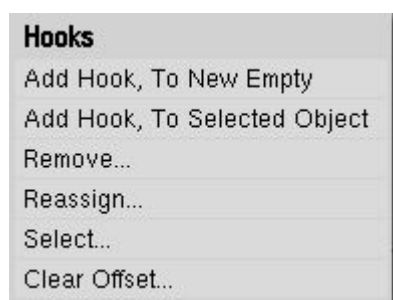 Hooks
Add Hook, To New Empty
Add Hook, To Selected Object
Remove...
Reassign...
Select...
Clear Offset...